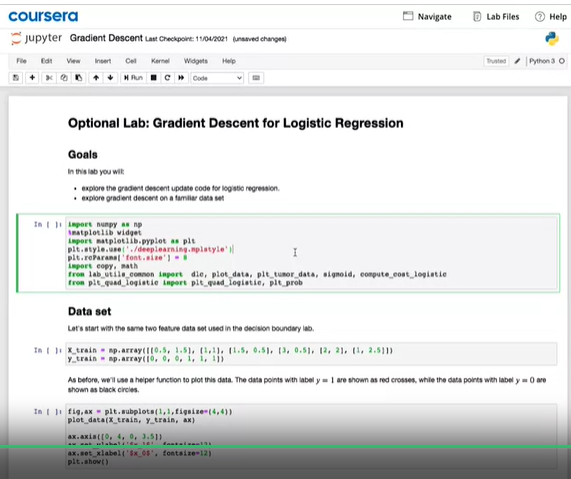 coursera
Navigate Lab Files Help
jupyter Gradient Descent Last Checkpoint: 11/04/2021 (unsaved changes)
File Edit View Insert Cell Kernel Widgets Help
Trusted Python 3
Run Code
Optional Lab: Gradient Descent for Logistic Regression
Goals
In this lab you will:
• explore the gradient descent update code for logistic regression.
• explore gradient descent on a familiar data set
In [ ]: import numpy as np
%matplotlib widget
import matplotlib.pyplot as plt
plt.style.use('./deeplearning.mplstyle')
plt.rcParams['font.size'] = 8
import copy, math
from lab_utils_common import dlc, plot_data, plt_tumor_data, sigmoid, compute_cost_logistic
from plt_quad_logistic import plt_quad_logistic, plt_prob
Data set
Let's start with the same two feature data set used in the decision boundary lab.
In [ ]: X_train = np.array([[0.5, 1.5], [1,1], [1.5, 0.5], [3, 0.5], [2, 2], [1, 2.5]])
y_train = np.array([0, 0, 0, 1, 1, 1])
As before, we'll use a helper function to plot this data. The data points with label y = 1 are shown as red crosses, while the data points with label y = 0 are
shown as black circles.
In [ ]: fig,ax = plt.subplots(1,1,figsize=(4,4))
plot_data(X_train, y_train, ax)
ax.axis([0, 4, 0, 3.5])
ax.set_xlabel('$x_0$', fontsize=12)
plt.show()